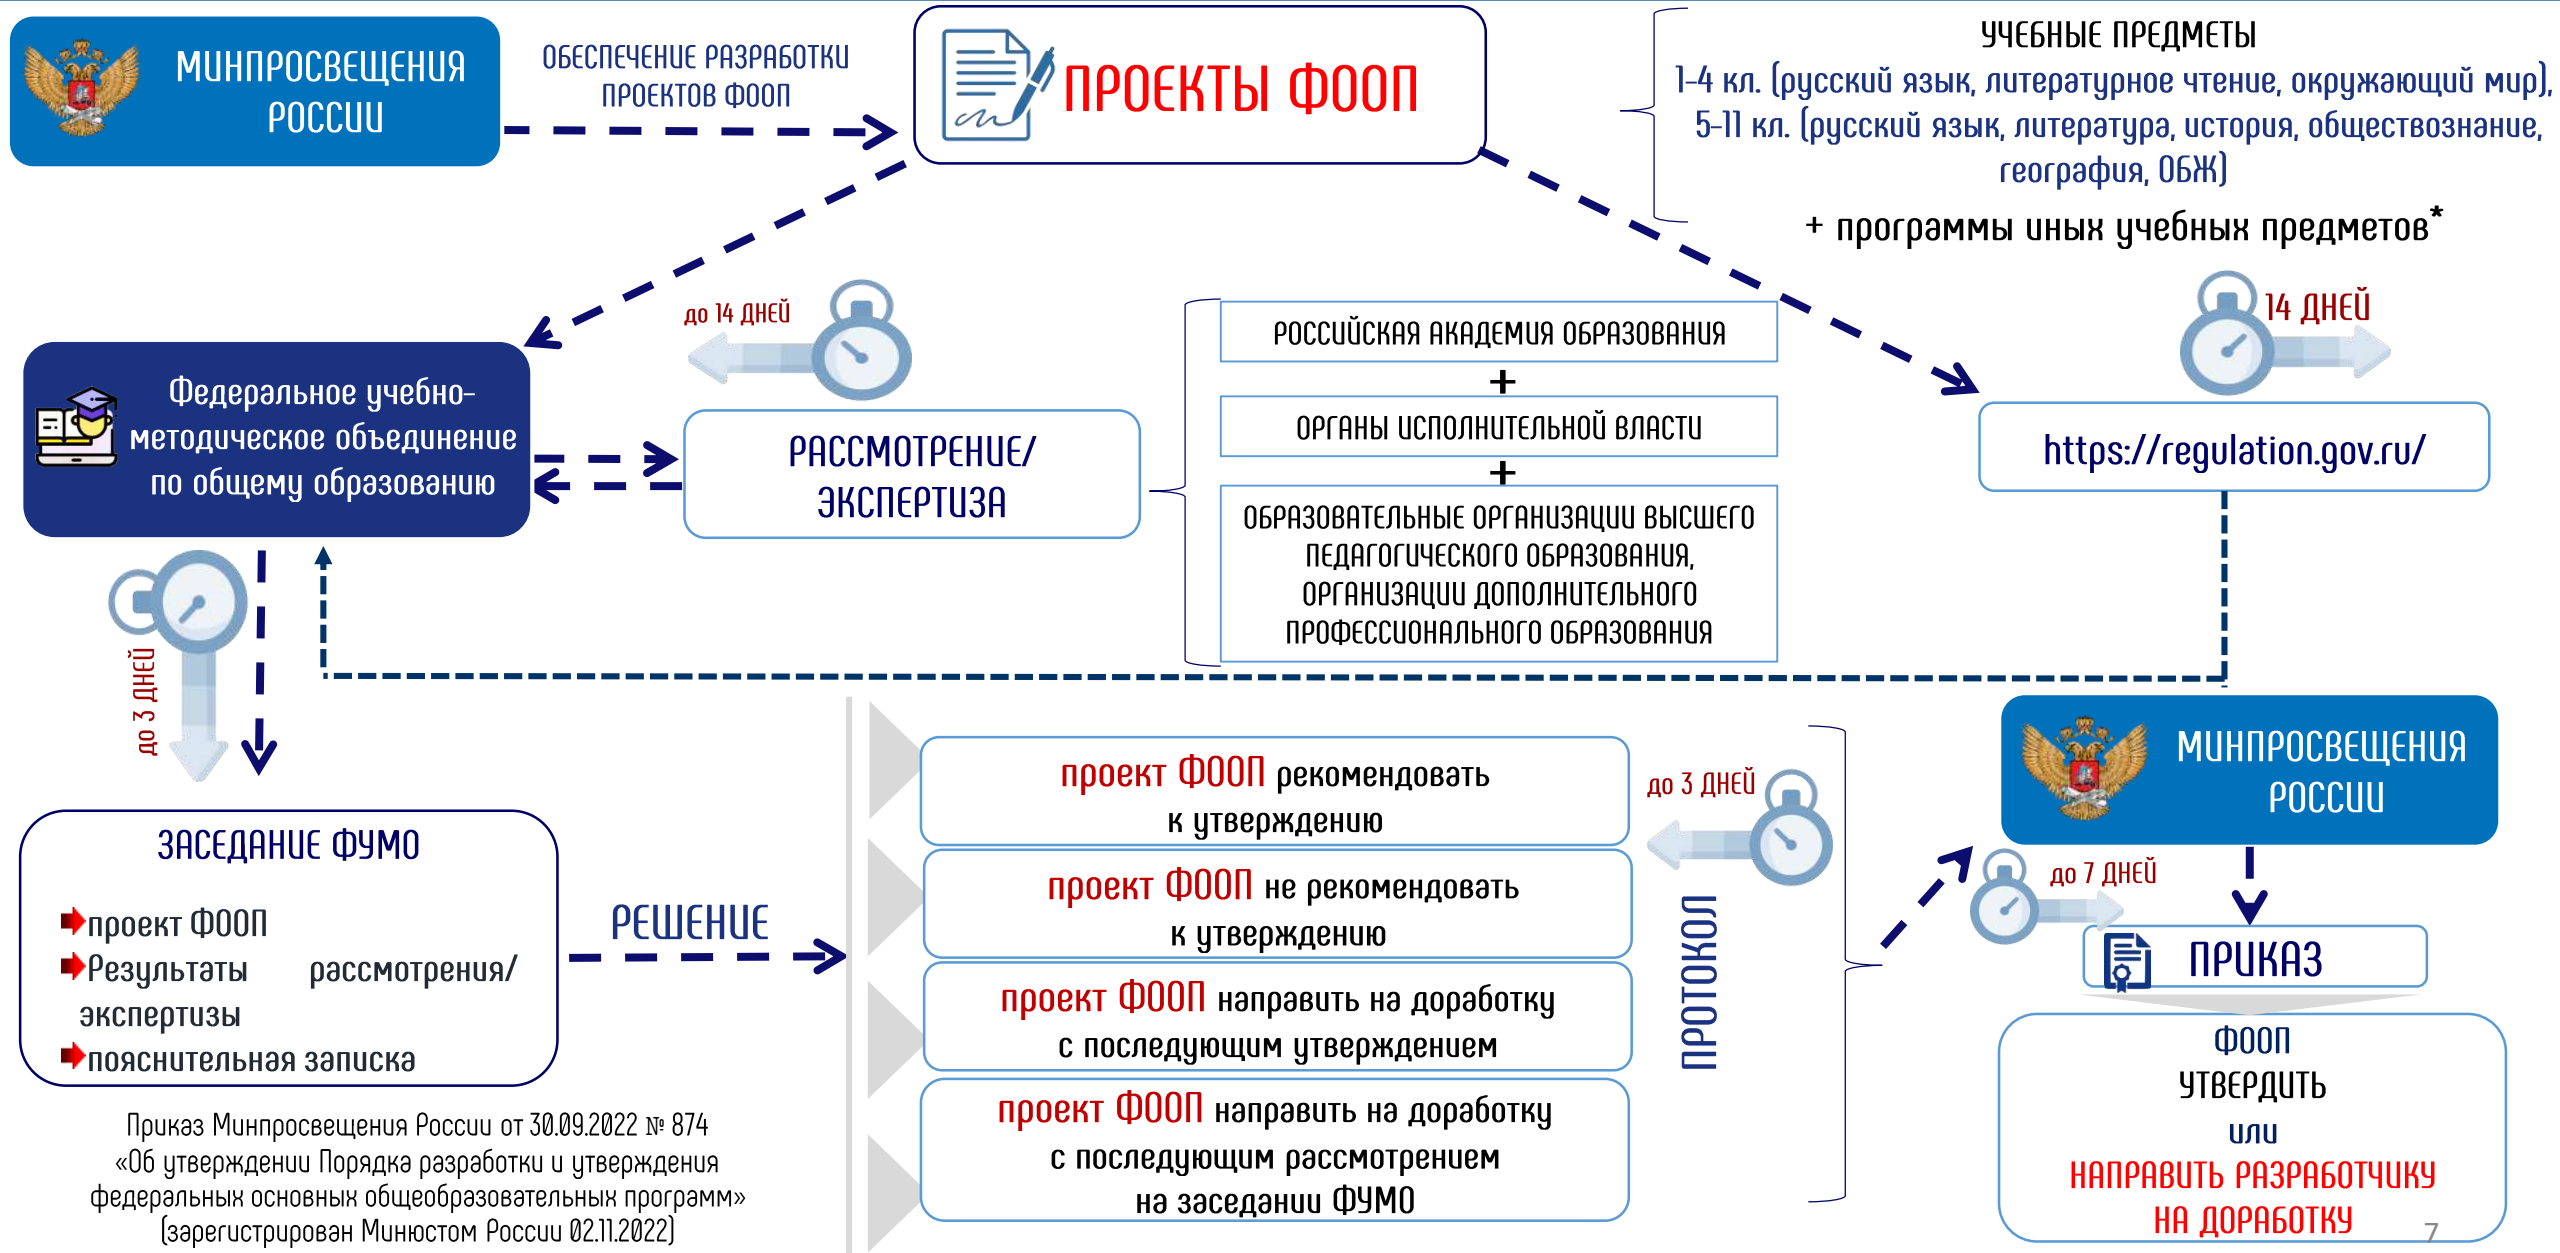 МИНПРОСВЕЩЕНИЯ
РОССИИ
ОБЕСПЕЧЕНИЕ РАЗРАБОТКИ
ПРОЕКТОВ ФООП
ПРОЕКТЫ ФООП
УЧЕБНЫЕ ПРЕДМЕТЫ
1-4 кл. (русский язык, литературное чтение, окружающий мир),
5-11 кл. (русский язык, литература, история, обществознание,
география, ОБЖ)
+ программы иных учебных предметов*
до 14 ДНЕЙ
14 ДНЕЙ
Федеральное учебно-
методическое объединение
по общему образованию
РАССМОТРЕНИЕ/
ЭКСПЕРТИЗА
РОССИЙСКАЯ АКАДЕМИЯ ОБРАЗОВАНИЯ
+
ОРГАНЫ ИСПОЛНИТЕЛЬНОЙ ВЛАСТИ
+
ОБРАЗОВАТЕЛЬНЫЕ ОРГАНИЗАЦИИ ВЫСШЕГО
ПЕДАГОГИЧЕСКОГО ОБРАЗОВАНИЯ,
ОРГАНИЗАЦИИ ДОПОЛНИТЕЛЬНОГО
ПРОФЕССИОНАЛЬНОГО ОБРАЗОВАНИЯ
https://regulation.gov.ru/
до 3 ДНЕЙ
ЗАСЕДАНИЕ ФУМО
проект ФООП
Результаты рассмотрения/
экспертизы
пояснительная записка
РЕШЕНИЕ
проект ФООП рекомендовать
к утверждению
проект ФООП не рекомендовать
к утверждению
проект ФООП направить на доработку
с последующим утверждением
проект ФООП направить на доработку
с последующим рассмотрением
на заседании ФУМО
до 3 ДНЕЙ
ПРОТОКОЛ
МИНПРОСВЕЩЕНИЯ
РОССИИ
до 7 ДНЕЙ
ПРИКАЗ
ФООП
УТВЕРДИТЬ
или
НАПРАВИТЬ РАЗРАБОТЧИКУ
НА ДОРАБОТКУ
Приказ Минпросвещения России от 30.09.2022 № 874
«Об утверждении Порядка разработки и утверждения
федеральных основных общеобразовательных программ»
(зарегистрирован Минюстом России 02.11.2022)
7